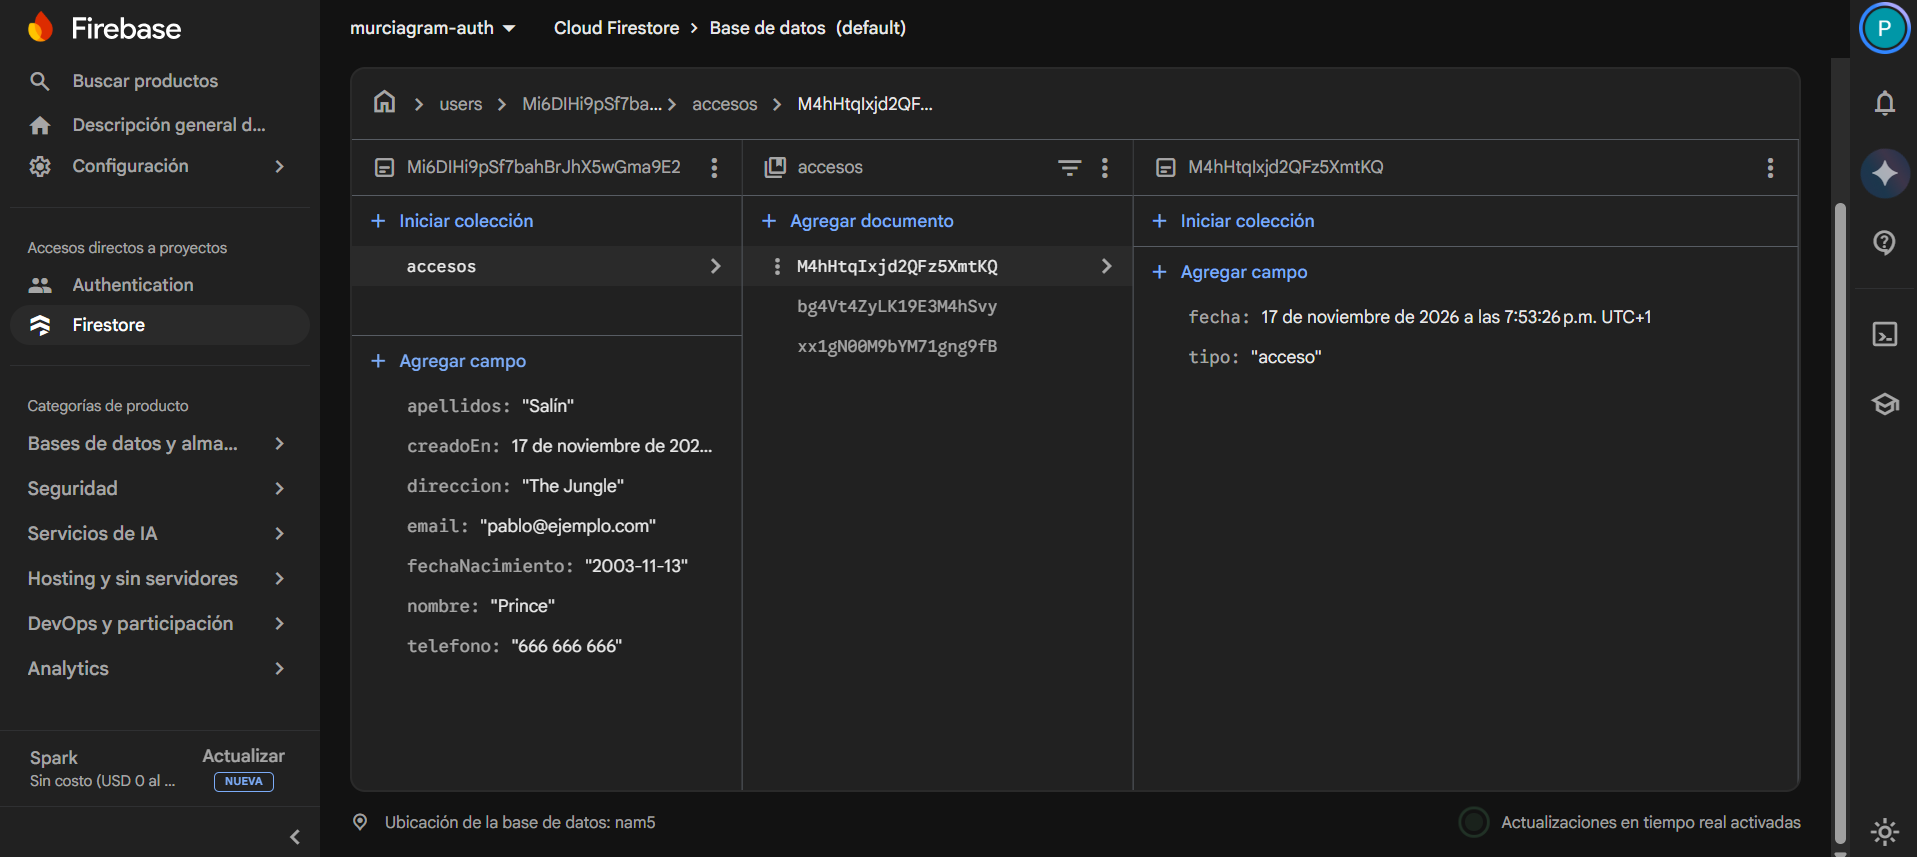 Firebase
Buscar productos
Descripción general d...
Configuración
Accesos directos a proyectos
Authentication
Firestore
Categorías de producto
Bases de datos y alma...
Seguridad
Servicios de IA
Hosting y sin servidores
DevOps y participación
Analytics
Spark
Sin costo (USD 0 al ...
Actualizar
NUEVA
murciagram-auth
Cloud Firestore > Base de datos (default)
users > Mi6DIHi9pSf7ba... > accesos > M4hHtqIxjd2QF...
Mi6DIHi9pSf7bahBrJhX5wGma9E2
Iniciar colección
accesos
Agregar campo
apellidos: "Salín"
creadoEn: 17 de noviembre de 202...
direccion: "The Jungle"
email: "pablo@ejemplo.com"
fechaNacimiento: "2003-11-13"
nombre: "Prince"
telefono: "666 666 666"
accesos
Agregar documento
M4hHtqIxjd2QFz5XmtKQ
bg4Vt4ZyLK19E3M4hSvy
xx1gN00M9bYM71gng9fB
M4hHtqIxjd2QFz5XmtKQ
Iniciar colección
Agregar campo
fecha: 17 de noviembre de 2026 a las 7:53:26 p.m. UTC+1
tipo: "acceso"
Ubicación de la base de datos: nam5
Actualizaciones en tiempo real activadas
P